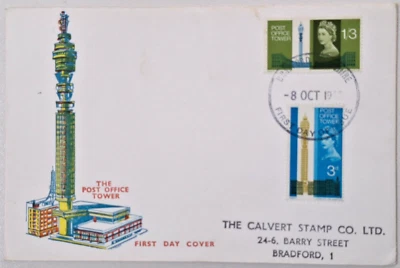 POST
OFFICE
TOWER
1/3
-8 OCT 19
FIRST DAY
POST
OFFICE
TOWER
3D
THE
POST OFFICE
TOWER
FIRST DAY COVER
THE CALVERT STAMP CO. LTD.
24-6, BARRY STREET
BRADFORD, 1